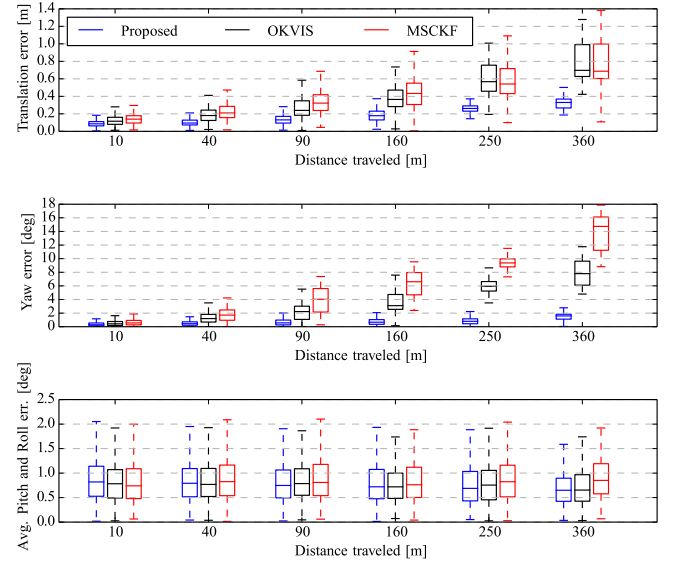 Translation error [m]
1.4
1.2
1.0
0.8
0.6
0.4
0.2
0.0
Proposed OKVIS MSCKF
10 40 90 160 250 360
Distance traveled [m]
Yaw error [deg]
18
16
14
12
10
8
6
4
2
0
10 40 90 160 250 360
Distance traveled [m]
Avg. Pitch and Roll err. [deg]
2.5
2.0
1.5
1.0
0.5
0.0
10 40 90 160 250 360
Distance traveled [m]